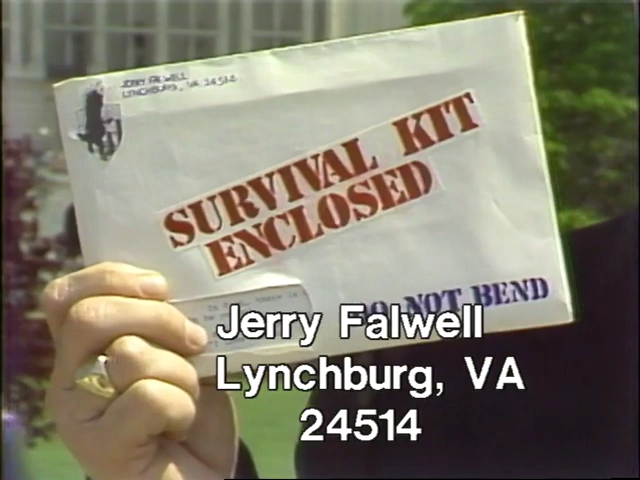 JERRY FALWELL
LYNCHBURG, VA 24514
SURVIVAL KIT
ENCLOSED
DO NOT BEND
Jerry Falwell
Lynchburg, VA
24514